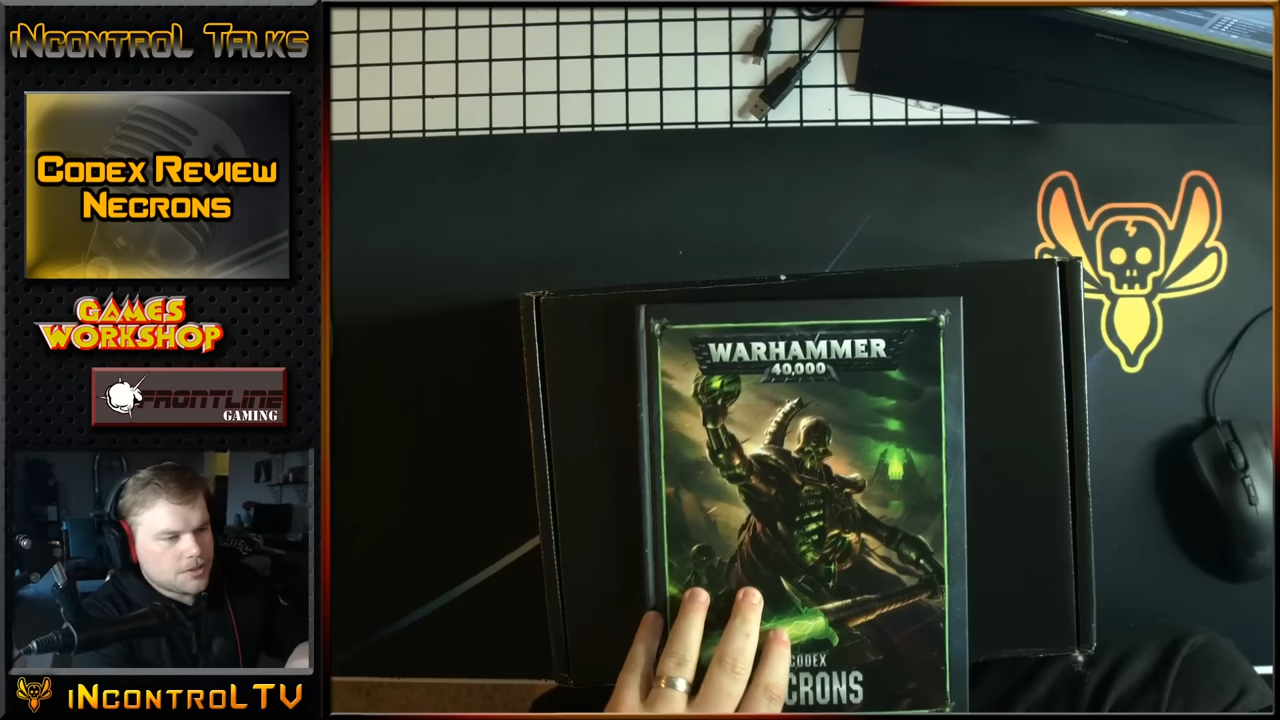 iNcontroL Talks
Codex Review
Necrons
GAMES
WORKSHOP
FRONTLINE
GAMING
iNcontroLTV
WARHAMMER
40,000
CODEX
CRONS